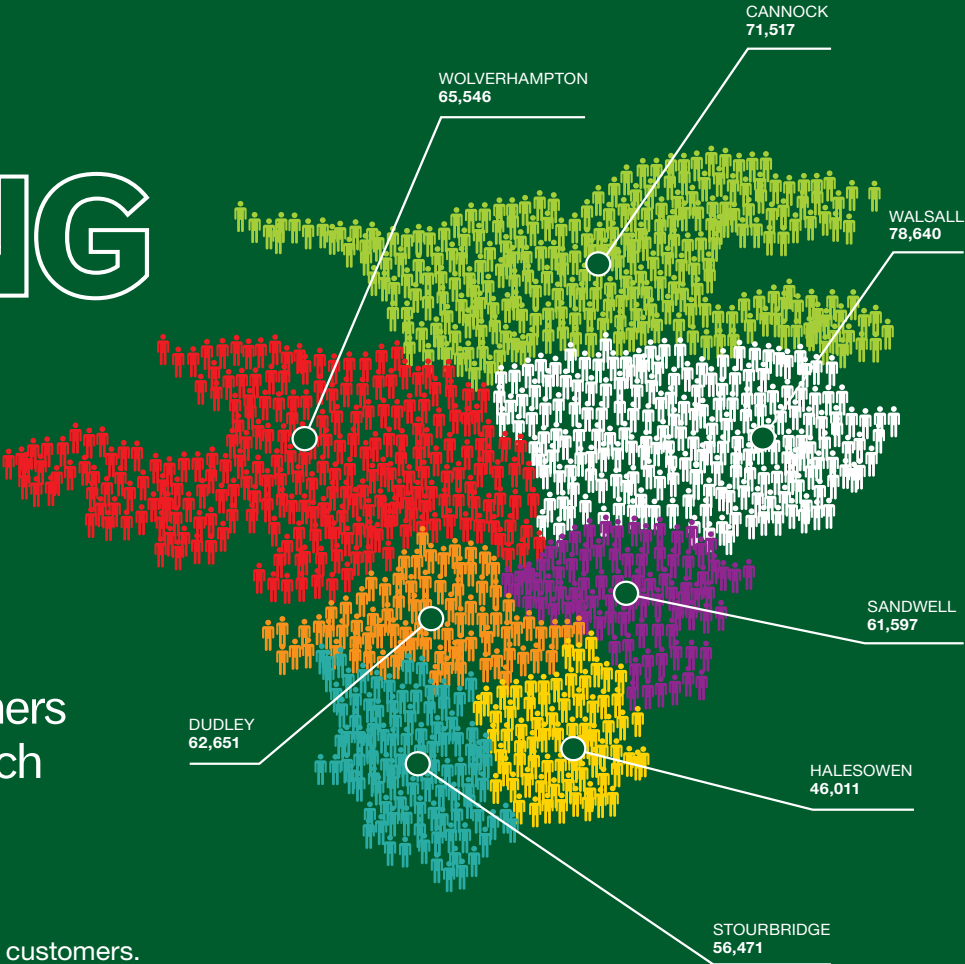 CANNOCK
71,517
WOLVERHAMPTON
65,546
NG
WALSALL
78,640
SANDWELL
61,597
DUDLEY
62,651
HALESOWEN
46,011
STOURBRIDGE
56,471
customers.